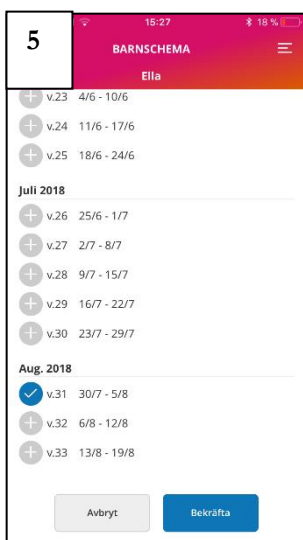 5
15:27
18 %
BARNSCHEMA
Ella
v.23 4/6 - 10/6
v.24 11/6 - 17/6
v.25 18/6 - 24/6
Juli 2018
v.26 25/6 - 1/7
v.27 2/7 - 8/7
v.28 9/7 - 15/7
v.29 16/7 - 22/7
v.30 23/7 - 29/7
Aug. 2018
v.31 30/7 - 5/8
v.32 6/8 - 12/8
v.33 13/8 - 19/8
Avbryt Bekräfta